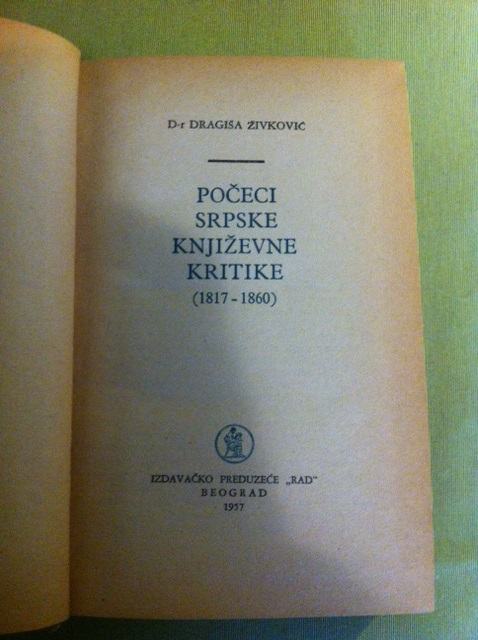 D-r DRAGIŠA ŽIVKOVIĆ
POČECI
SRPSKE
KNJIŽEVNE
KRITIKE
(1817-1860)
IZDAVAČKO PREDUZEĆE „RAD"
BEOGRAD
1957